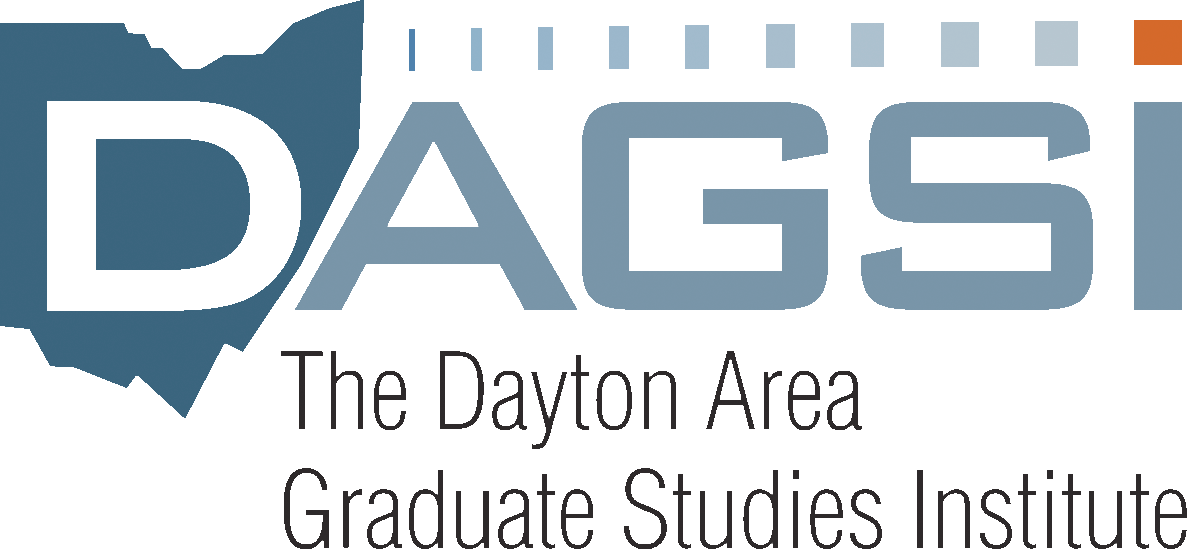 DAGSi
The Dayton Area
Graduate Studies Institute